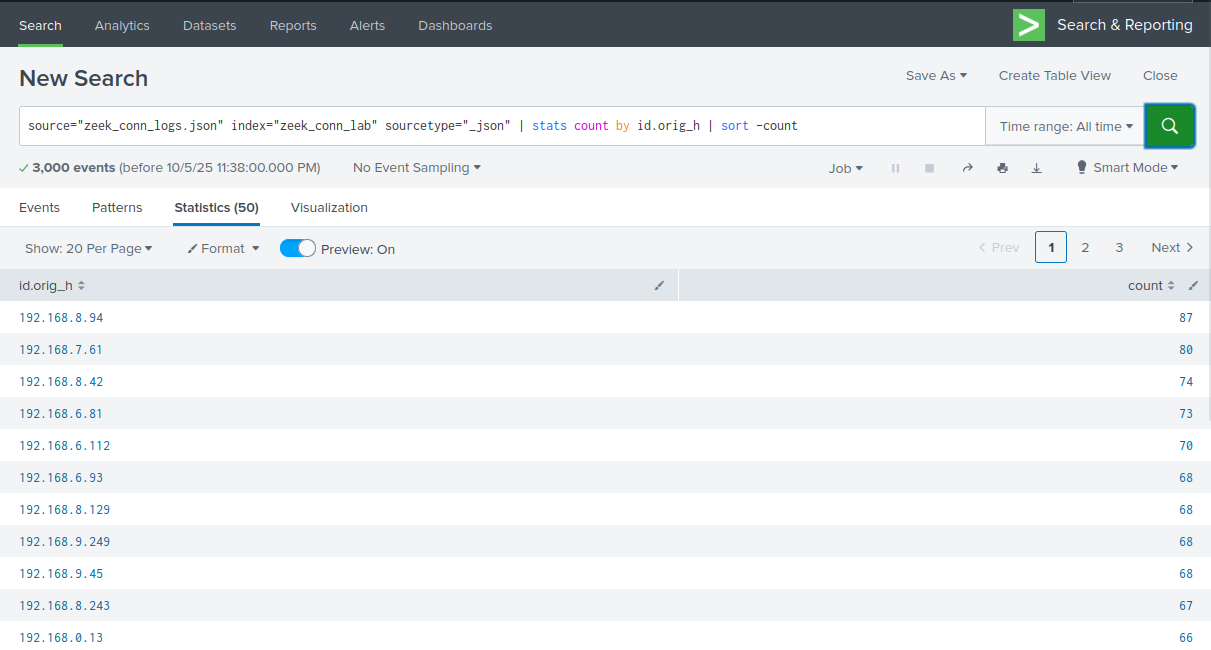 Search Analytics Datasets Reports Alerts Dashboards Search & Reporting
New Search Save As Create Table View Close
source="zeek_conn_logs.json" index="zeek_conn_lab" sourcetype="_json" | stats count by id.orig_h | sort -count Time range: All time
3,000 events (before 10/5/25 11:38:00.000 PM) No Event Sampling Job Smart Mode
Events Patterns Statistics (50) Visualization
Show: 20 Per Page Format Preview: On Prev 1 2 3 Next
id.orig_h count
192.168.8.94 87
192.168.7.61 80
192.168.8.42 74
192.168.6.81 73
192.168.6.112 70
192.168.6.93 68
192.168.8.129 68
192.168.9.249 68
192.168.9.45 68
192.168.8.243 67
192.168.0.13 66